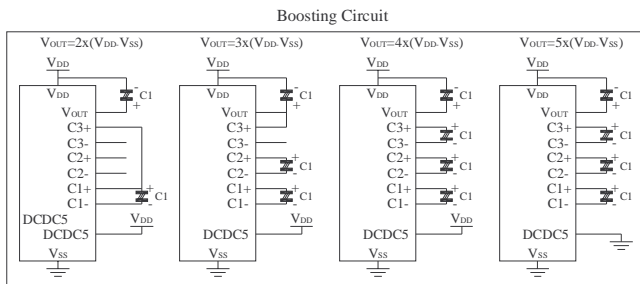 Boosting Circuit
VOUT=2x(VDD-VSS) VOUT=3x(VDD-VSS) VOUT=4x(VDD-VSS) VOUT=5x(VDD-VSS)
VDD VDD VDD VDD
- C1 - C1 - C1 - C1
VDD VDD VDD VDD
+ + + +
VOUT VOUT VOUT VOUT
C3+ C3+ C3+ + C3+ +
C1 C1
C3- C3- C3- - C3- -
C2+ C2+ + C2+ + C2+ +
C1 C1 C1
C2- C2- - C2- - C2- -
C1+ + C1+ + C1+ + C1+ +
C1 C1 C1 C1
C1- - C1- - C1- - C1- -
DCDC5 VDD VDD VDD
DCDC5 DCDC5 DCDC5 DCDC5
VSS VSS VSS VSS